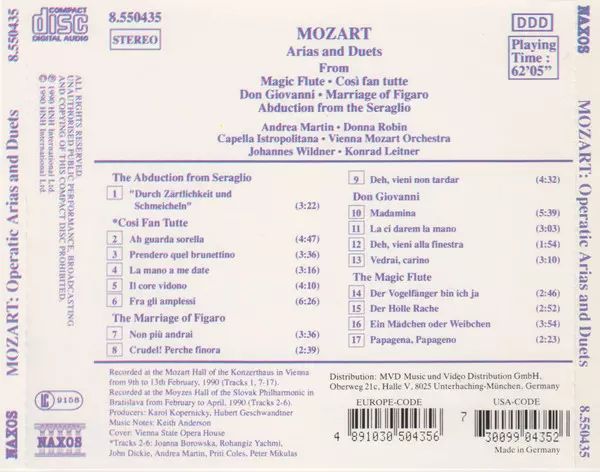 8.550435
COMPACT
disc
DIGITAL AUDIO
8.550435
STEREO
MOZART
Arias and Duets
From
Magic Flute • Così fan tutte
Don Giovanni • Marriage of Figaro
Abduction from the Seraglio
Andrea Martin • Donna Robin
Capella Istropolitana • Vienna Mozart Orchestra
Johannes Wildner • Konrad Leitner
DDD
Playing
Time :
62'05"
NAXOS
ALL RIGHTS RESERVED.
UNAUTHORISED PUBLIC PERFORMANCE, BROADCASTING
AND COPYING OF THIS COMPACT DISC PROHIBITED.
℗ 1990 HNH International Ltd.
© 1990 HNH International Ltd.
MOZART: Operatic Arias and Duets
NAXOS
The Abduction from Seraglio
1 "Durch Zärtlichkeit und
Schmeicheln" (3:22)
*Cosi Fan Tutte
2 Ah guarda sorella (4:47)
3 Prendero quel brunettino (3:36)
4 La mano a me date (3:16)
5 Il core vidono (4:10)
6 Fra gli amplessi (6:26)
The Marriage of Figaro
7 Non più andrai (3:36)
8 Crudel! Perche finora (2:39)
9 Deh, vieni non tardar (4:32)
Don Giovanni
10 Madamina (5:39)
11 La ci darem la mano (3:03)
12 Deh, vieni alla finestra (1:54)
13 Vedrai, carino (3:10)
The Magic Flute
14 Der Vogelfänger bin ich ja (2:46)
15 Der Hölle Rache (2:52)
16 Ein Mädchen oder Weibchen (3:54)
17 Papagena, Papageno (2:23)
LC 9158
NAXOS
Recorded at the Mozart Hall of the Konzerthaus in Vienna
from 9th to 13th February, 1990 (Tracks 1, 7-17).
Recorded at the Moyzes Hall of the Slovak Philharmonic in
Bratislava from February to April, 1990 (Tracks 2-6).
Producers: Karol Kopernicky, Hubert Geschwandtner
Music Notes: Keith Anderson
Cover: Vienna State Opera House
*Tracks 2-6: Joanna Borowska, Rohangiz Yachmi,
John Dickie, Andrea Martin, Priti Coles, Peter Mikulas
Distribution: MVD Music und Video Distribution GmbH,
Oberweg 21c, Halle V, 8025 Unterhaching-München, Germany
EUROPE-CODE
4 891030 504356
USA-CODE
7 30099 04352
Made in Germany
MOZART: Operatic Arias and Duets
8.550435